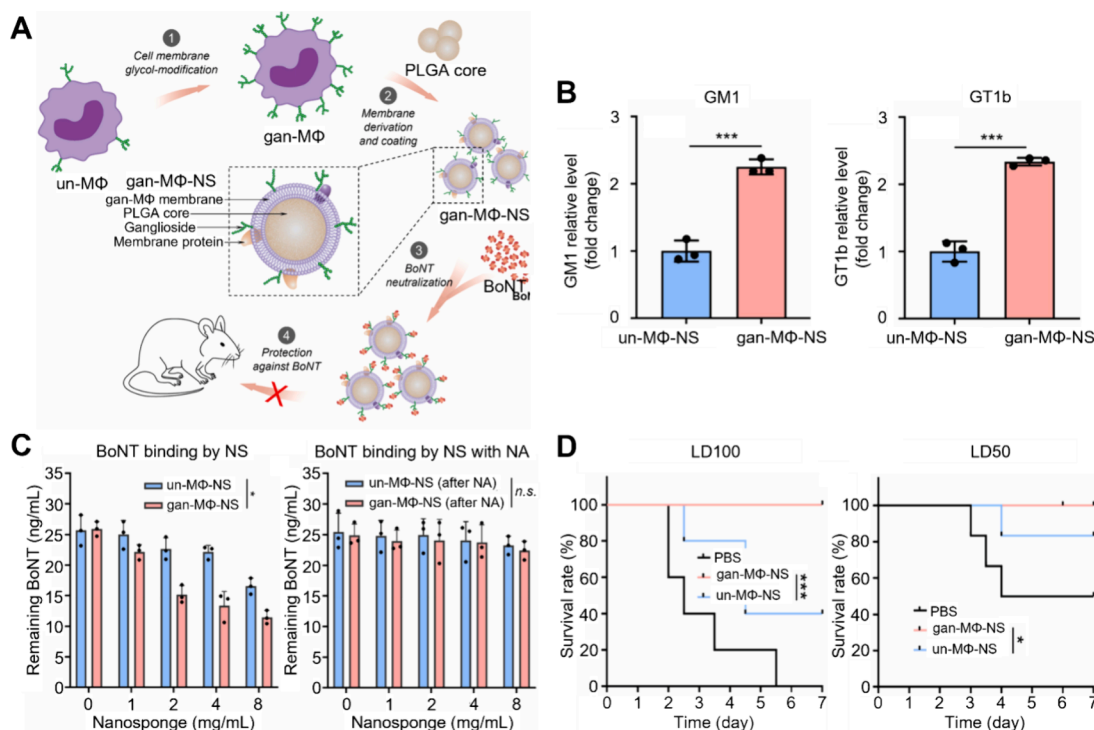 A
1
Cell membrane
glycol-modification
un-MΦ
gan-MΦ
PLGA core
2
Membrane
derivation
and coating
gan-MΦ-NS
gan-MΦ membrane
PLGA core
Ganglioside
Membrane protein
gan-MΦ-NS
3
BoNT
neutralization
BoNT
4
Protection
against BoNT
B
GM1
GM1 relative level
(fold change)
3
2
1
0
***
un-MΦ-NS
gan-MΦ-NS
GT1b
GT1b relative level
(fold change)
3
2
1
0
***
un-MΦ-NS
gan-MΦ-NS
C
BoNT binding by NS
Remaining BoNT (ng/mL)
35
30
25
20
15
10
5
0
un-MΦ-NS
gan-MΦ-NS
*
0 1 2 4 8
Nanosponge (mg/mL)
BoNT binding by NS with NA
Remaining BoNT (ng/mL)
35
30
25
20
15
10
5
0
un-MΦ-NS (after NA)
gan-MΦ-NS (after NA)
n.s.
0 1 2 4 8
Nanosponge (mg/mL)
D
LD100
Survival rate (%)
100
80
60
40
20
0
PBS
gan-MΦ-NS
un-MΦ-NS
***
0 1 2 3 4 5 6 7
Time (day)
LD50
Survival rate (%)
100
80
60
40
20
0
PBS
gan-MΦ-NS
un-MΦ-NS
*
0 1 2 3 4 5 6 7
Time (day)